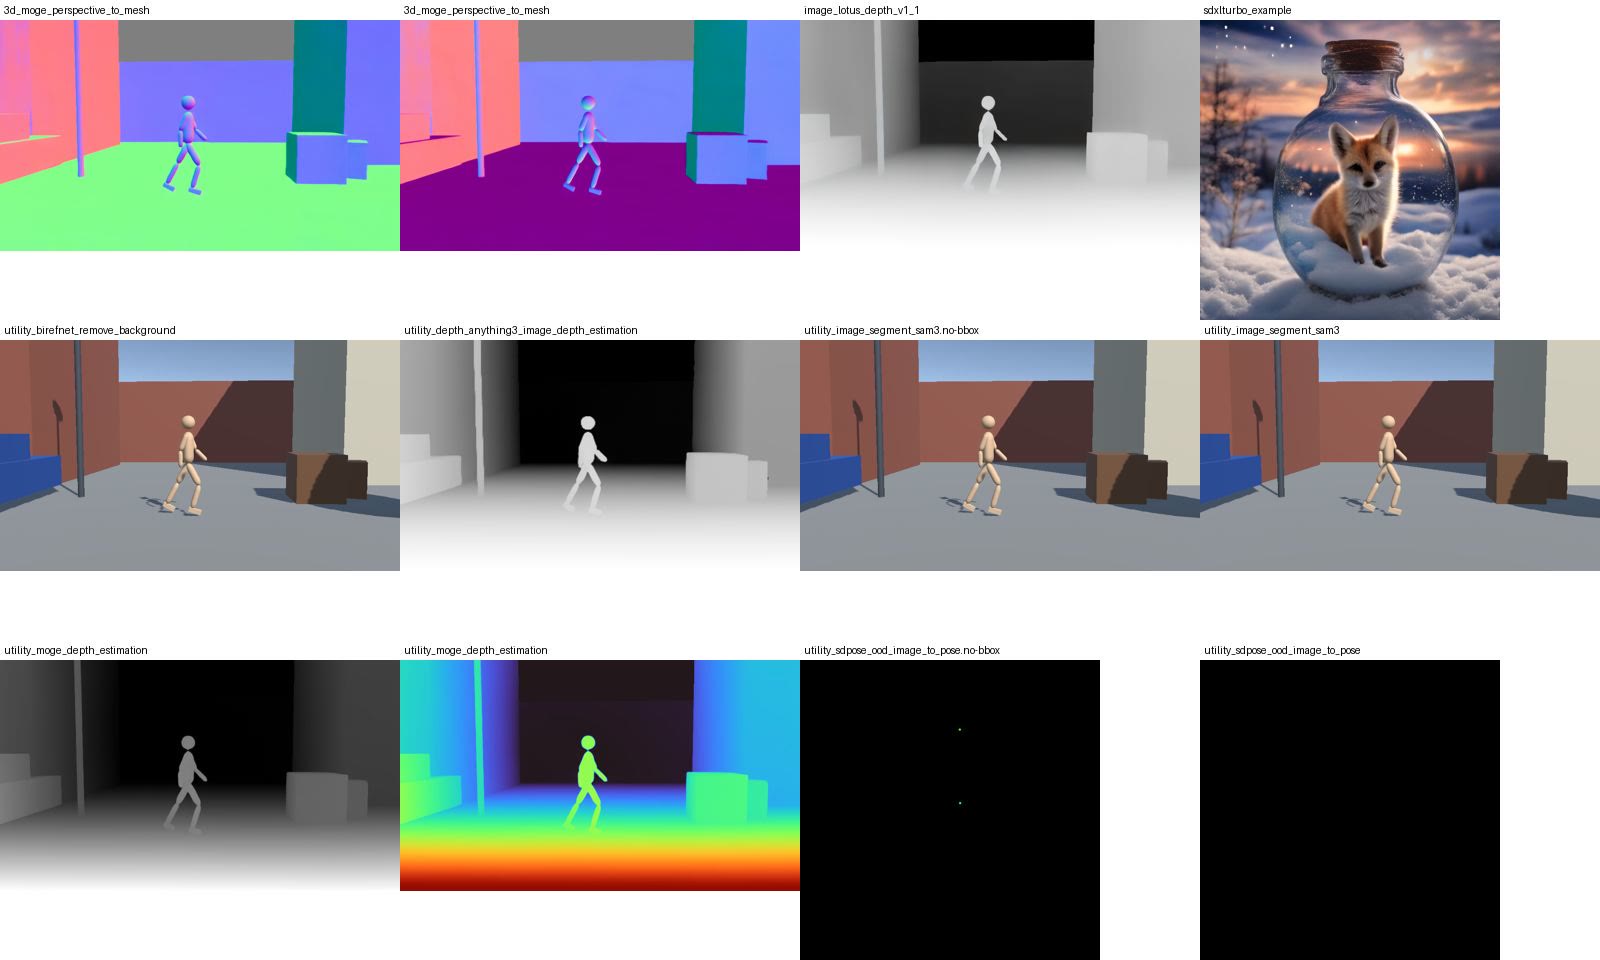 3d_moge_perspective_to_mesh
3d_moge_perspective_to_mesh
image_lotus_depth_v1_1
sdxlturbo_example
utility_birefnet_remove_background
utility_depth_anything3_image_depth_estimation
utility_image_segment_sam3.no-bbox
utility_image_segment_sam3
utility_moge_depth_estimation
utility_moge_depth_estimation
utility_sdpose_ood_image_to_pose.no-bbox
utility_sdpose_ood_image_to_pose